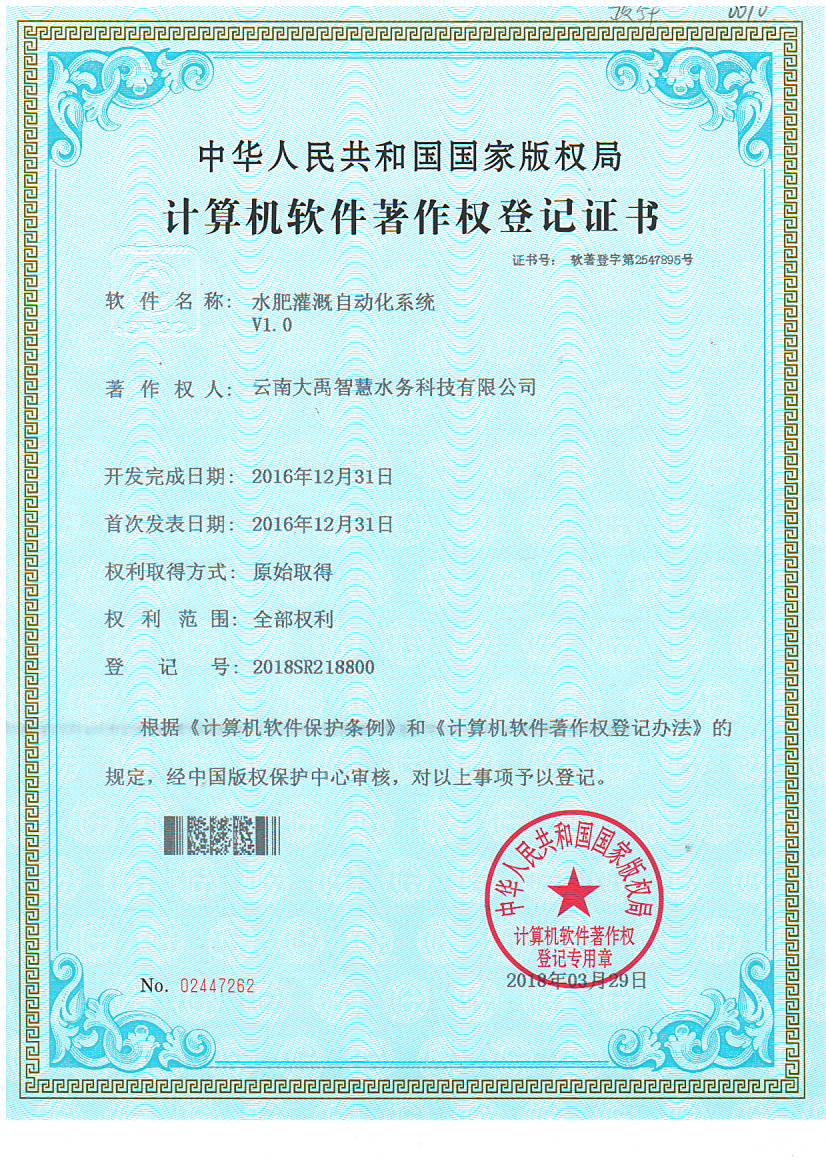 中华人民共和国国家版权局
计算机软件著作权登记证书
证书号： 软著登字第2547895号
软件名称： 水肥灌溉自动化系统
V1.0
著作权人： 云南大禹智慧水务科技有限公司
开发完成日期： 2016年12月31日
首次发表日期： 2016年12月31日
权利取得方式： 原始取得
权利范围： 全部权利
登记号： 2018SR218800
根据《计算机软件保护条例》和《计算机软件著作权登记办法》的
规定，经中国版权保护中心审核，对以上事项予以登记。
中华人民共和国国家版权局
计算机软件著作权
登记专用章
No. 02447262
2018年03月29日